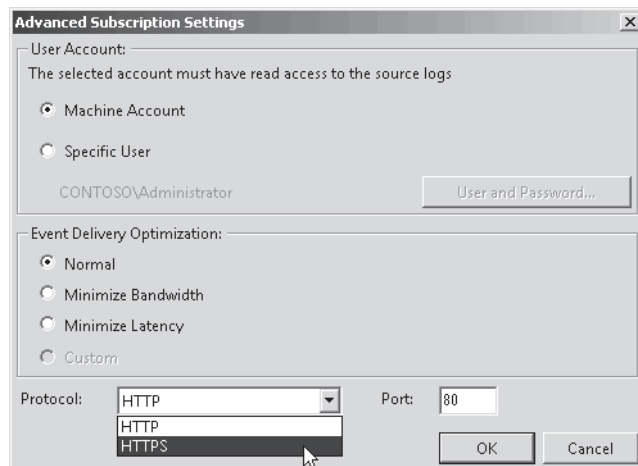 Advanced Subscription Settings
User Account:
The selected account must have read access to the source logs
Machine Account
Specific User
CONTOSO\Administrator
User and Password...
Event Delivery Optimization:
Normal
Minimize Bandwidth
Minimize Latency
Custom
Protocol: HTTP Port: 80
HTTP
HTTPS
OK Cancel